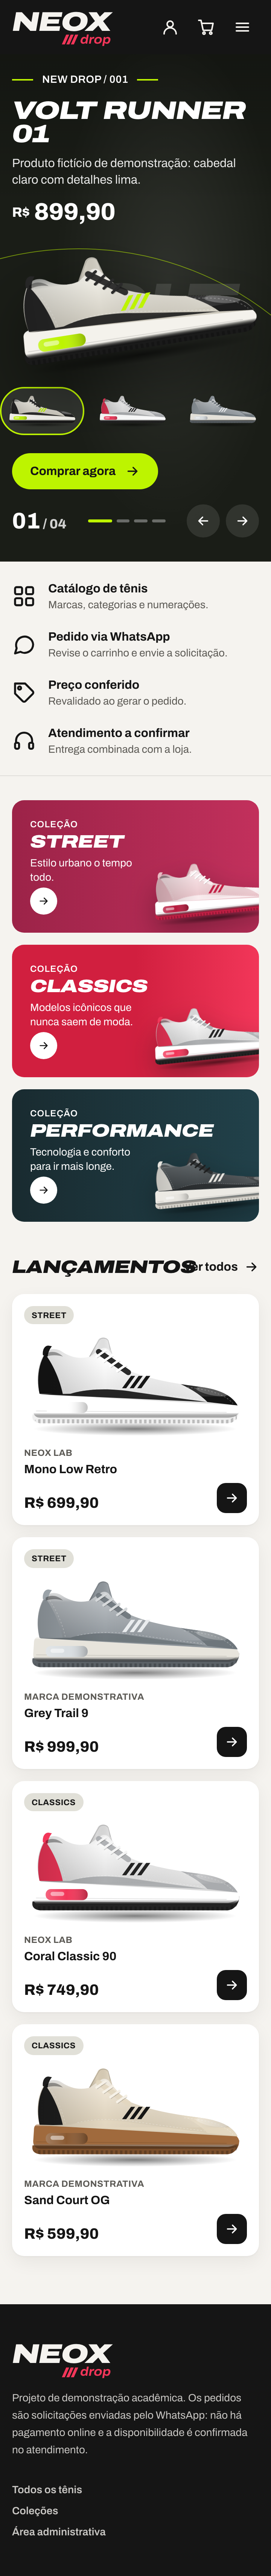 NEOX
/// drop
NEW DROP / 001
VOLT RUNNER
01
Produto fictício de demonstração: cabedal
claro com detalhes lima.
R$ 899,90
Comprar agora
01 / 04
Catálogo de tênis
Marcas, categorias e numerações.
Pedido via WhatsApp
Revise o carrinho e envie a solicitação.
Preço conferido
Revalidado ao gerar o pedido.
Atendimento a confirmar
Entrega combinada com a loja.
COLEÇÃO
STREET
Estilo urbano o tempo
todo.
COLEÇÃO
CLASSICS
Modelos icônicos que
nunca saem de moda.
COLEÇÃO
PERFORMANCE
Tecnologia e conforto
para ir mais longe.
LANÇAMENTOS
Ver todos
STREET
NEOX LAB
Mono Low Retro
R$ 699,90
STREET
MARCA DEMONSTRATIVA
Grey Trail 9
R$ 999,90
CLASSICS
NEOX LAB
Coral Classic 90
R$ 749,90
CLASSICS
MARCA DEMONSTRATIVA
Sand Court OG
R$ 599,90
NEOX
/// drop
Projeto de demonstração acadêmica. Os pedidos
são solicitações enviadas pelo WhatsApp: não há
pagamento online e a disponibilidade é confirmada
no atendimento.
Todos os tênis
Coleções
Área administrativa